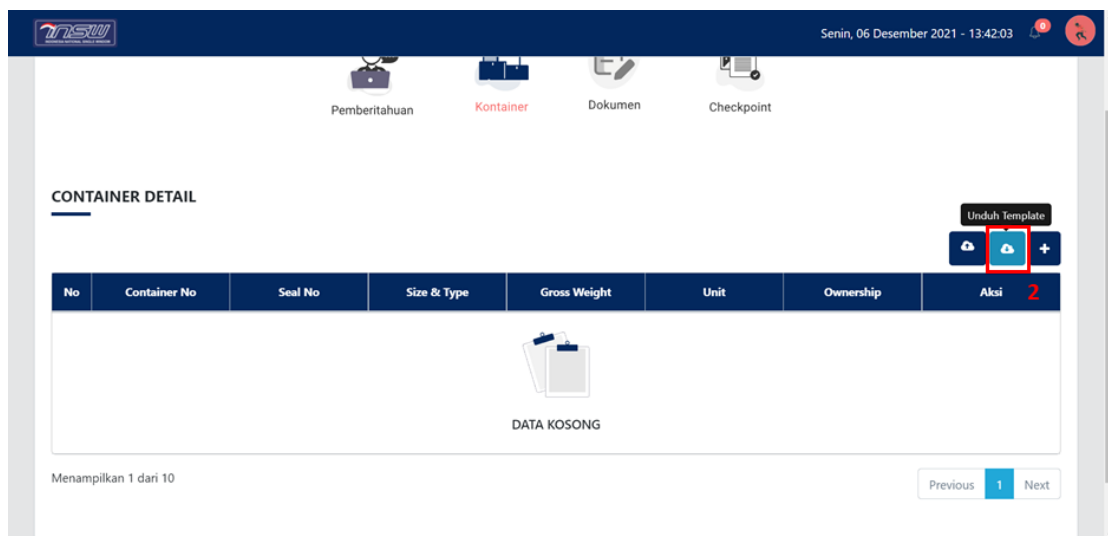 INSW
Senin, 06 Desember 2021 - 13:42:03
0
Pemberitahuan
Kontainer
Dokumen
Checkpoint
CONTAINER DETAIL
Unduh Template
No
Container No
Seal No
Size & Type
Gross Weight
Unit
Ownership
Aksi
2
DATA KOSONG
Menampilkan 1 dari 10
Previous
1
Next